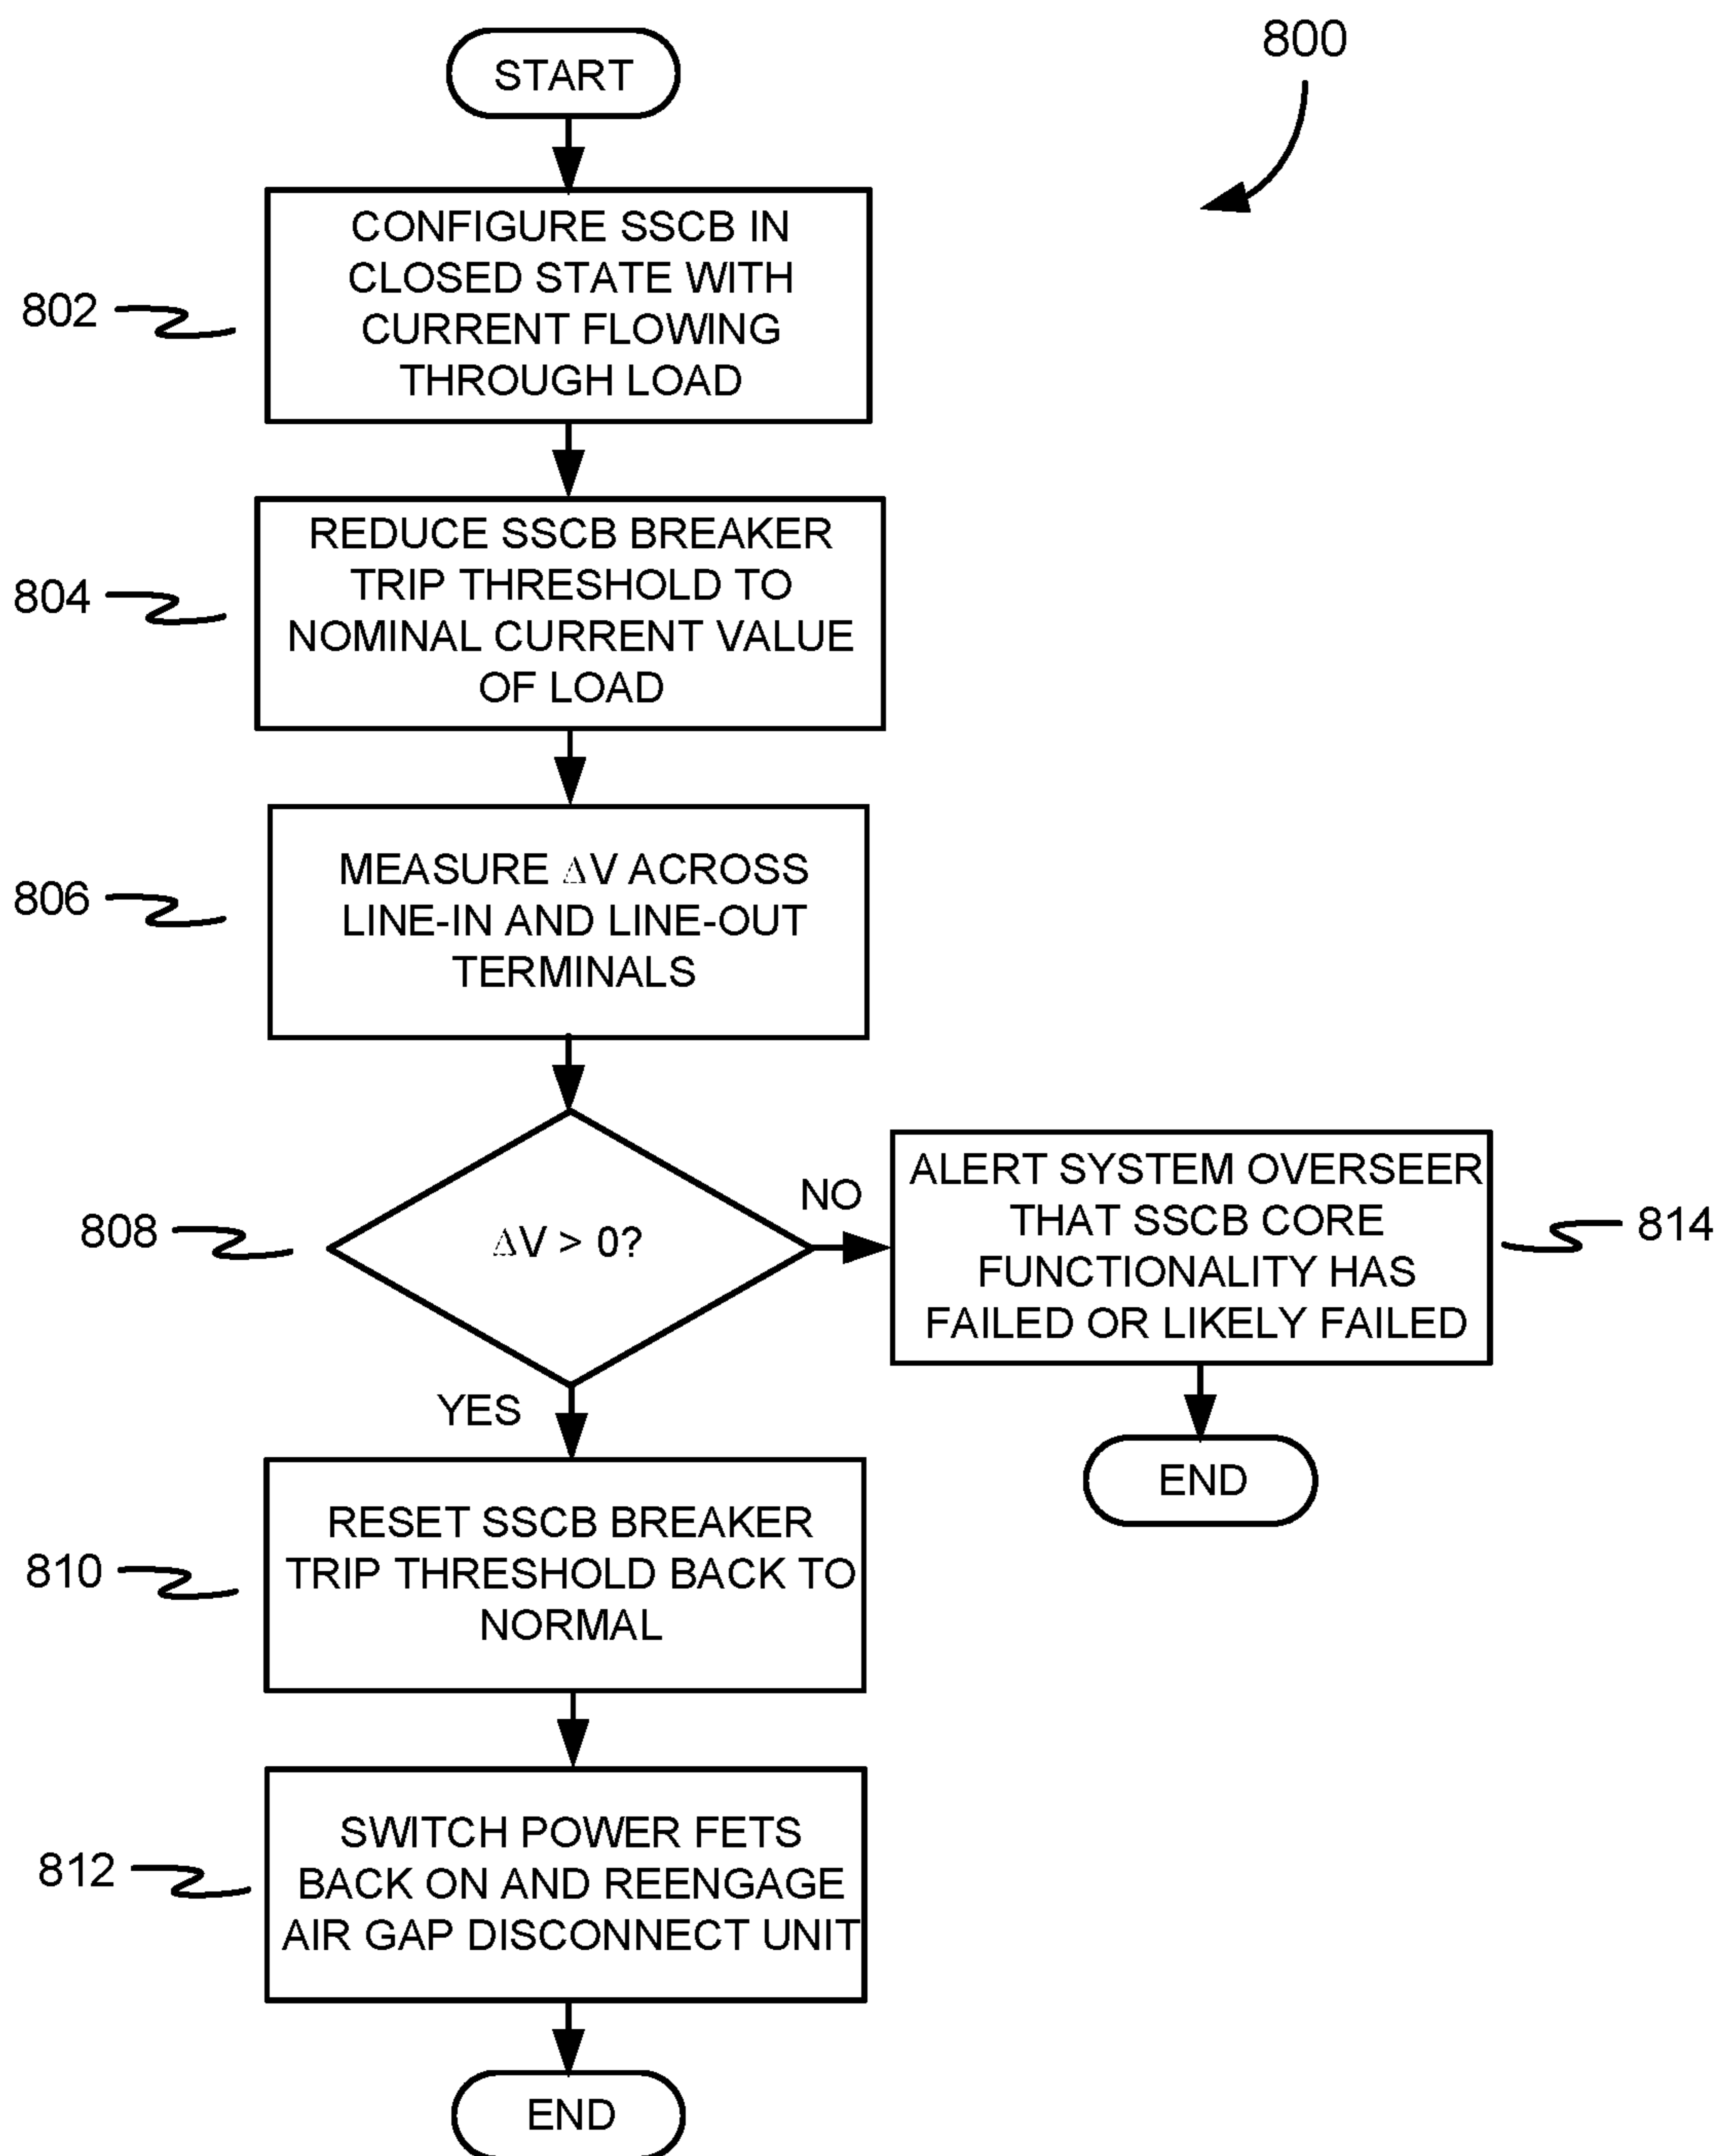 800
START
802
CONFIGURE SSCB IN
CLOSED STATE WITH
CURRENT FLOWING
THROUGH LOAD
804
REDUCE SSCB BREAKER
TRIP THRESHOLD TO
NOMINAL CURRENT VALUE
OF LOAD
806
MEASURE ΔV ACROSS
LINE-IN AND LINE-OUT
TERMINALS
808
ΔV > 0?
NO
ALERT SYSTEM OVERSEER
THAT SSCB CORE
FUNCTIONALITY HAS
FAILED OR LIKELY FAILED
814
END
YES
810
RESET SSCB BREAKER
TRIP THRESHOLD BACK TO
NORMAL
812
SWITCH POWER FETS
BACK ON AND REENGAGE
AIR GAP DISCONNECT UNIT
END